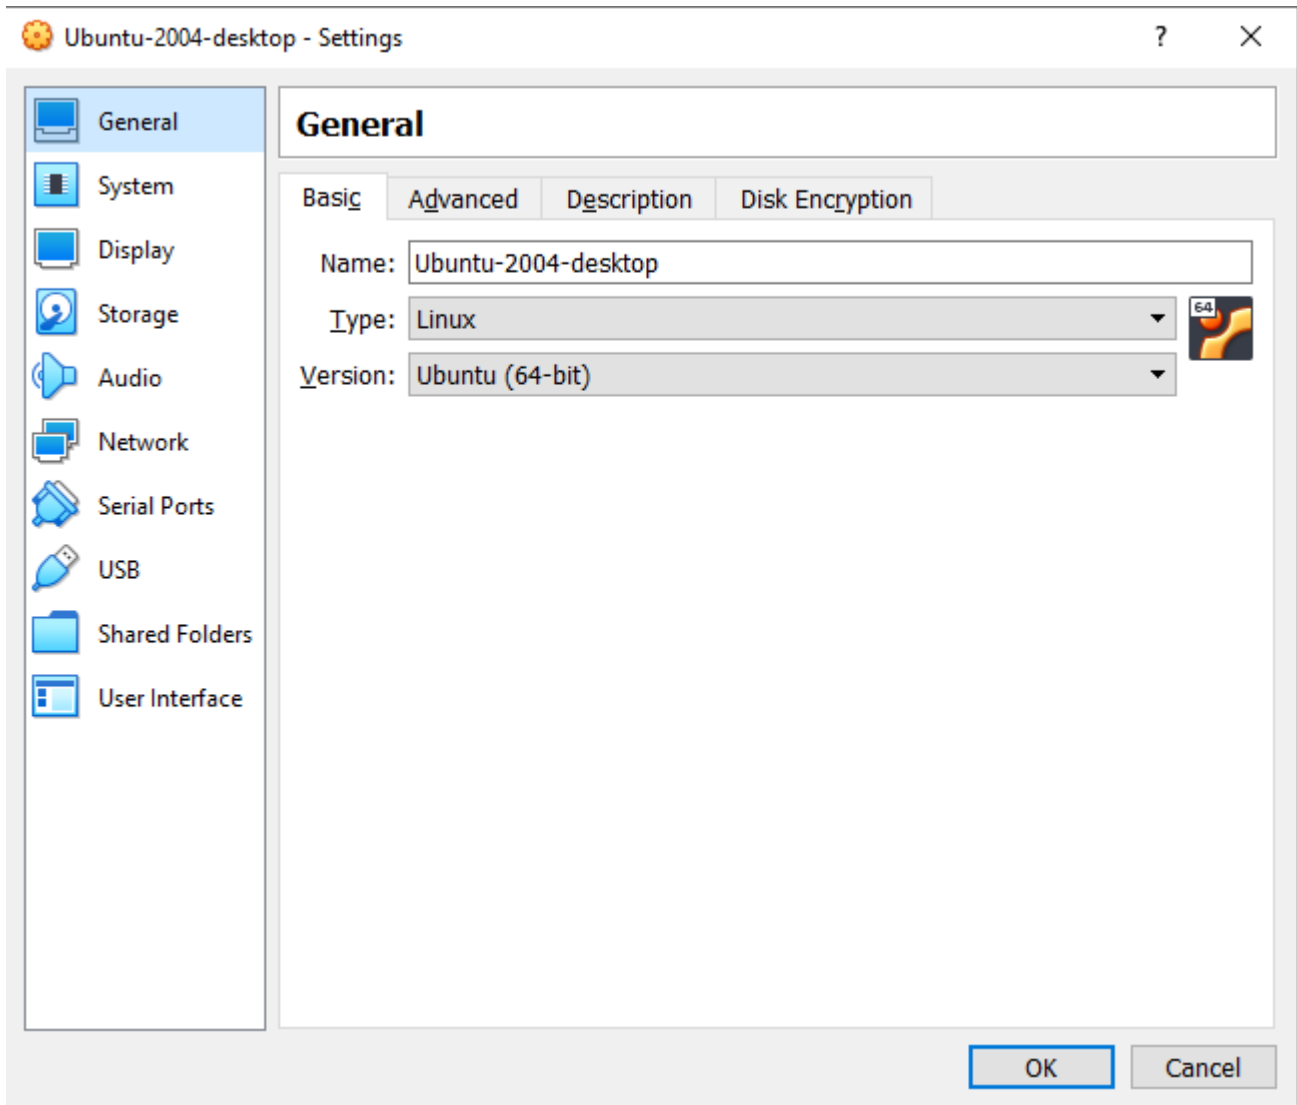 Ubuntu-2004-desktop - Settings
?
General
System
Display
Storage
Audio
Network
Serial Ports
USB
Shared Folders
User Interface
General
Basic Advanced Description Disk Encryption
Name: Ubuntu-2004-desktop
Type: Linux
64
Version: Ubuntu (64-bit)
OK Cancel